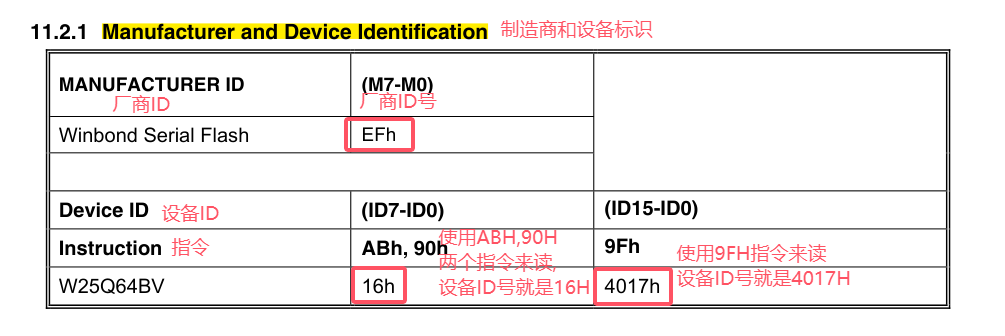 11.2.1 Manufacturer and Device Identification 制造商和设备标识
MANUFACTURER ID (M7-M0)
厂商ID 厂商ID号
Winbond Serial Flash EFh
Device ID 设备ID (ID7-ID0) (ID15-ID0)
Instruction 指令 ABh, 90h 9Fh
使用ABH,90H
两个指令来读,
设备ID号就是16H
使用9FH指令来读
设备ID号就是4017H
W25Q64BV 16h 4017h